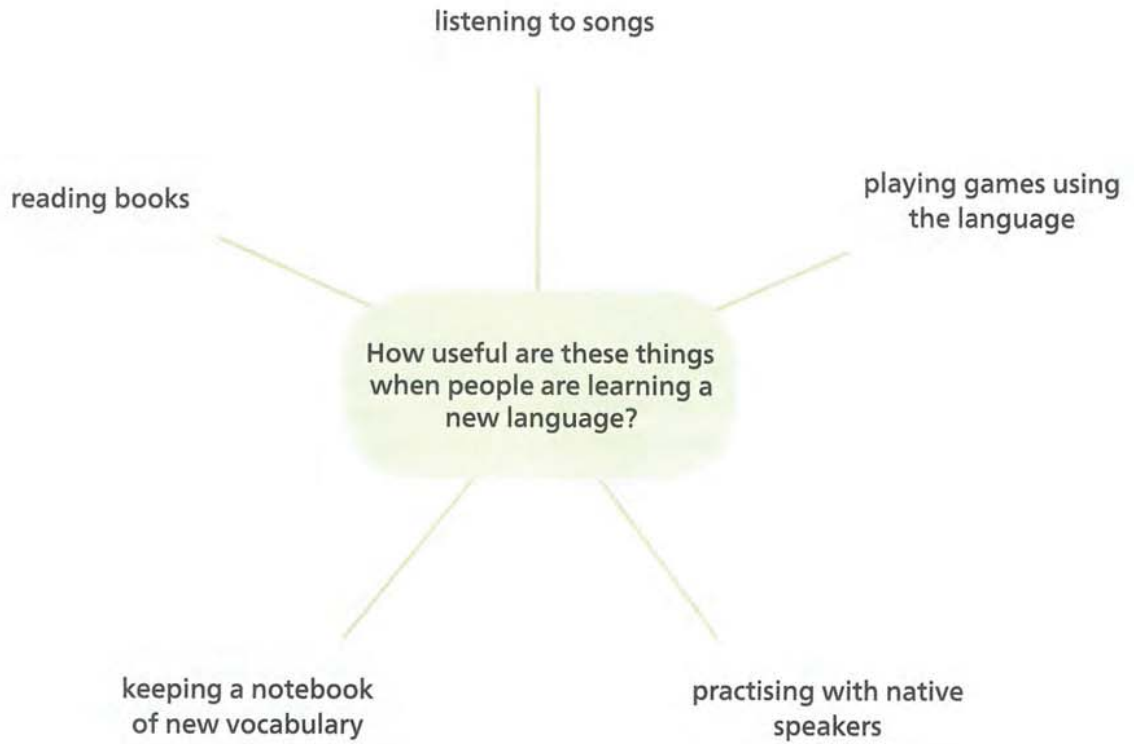 listening to songs
reading books
playing games using
the language
How useful are these things
when people are learning a
new language?
keeping a notebook
of new vocabulary
practising with native
speakers